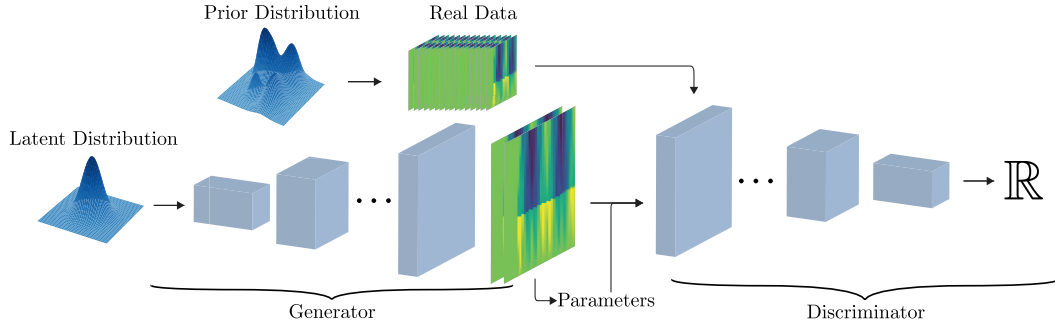 Prior Distribution
Real Data
Latent Distribution
...
...
ℝ
Parameters
Generator
Discriminator